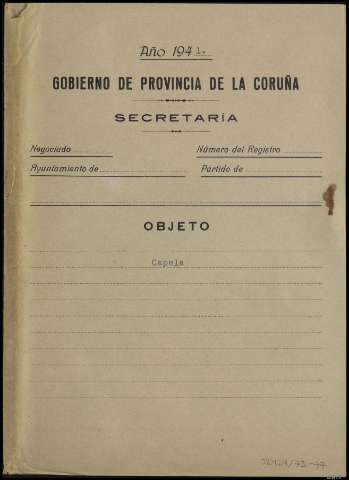 Año 1941.
GOBIERNO DE PROVINCIA DE LA CORUÑA
SECRETARÍA
Negociado Número del Registro
Ayuntamiento de Partido de
OBJETO
Capela